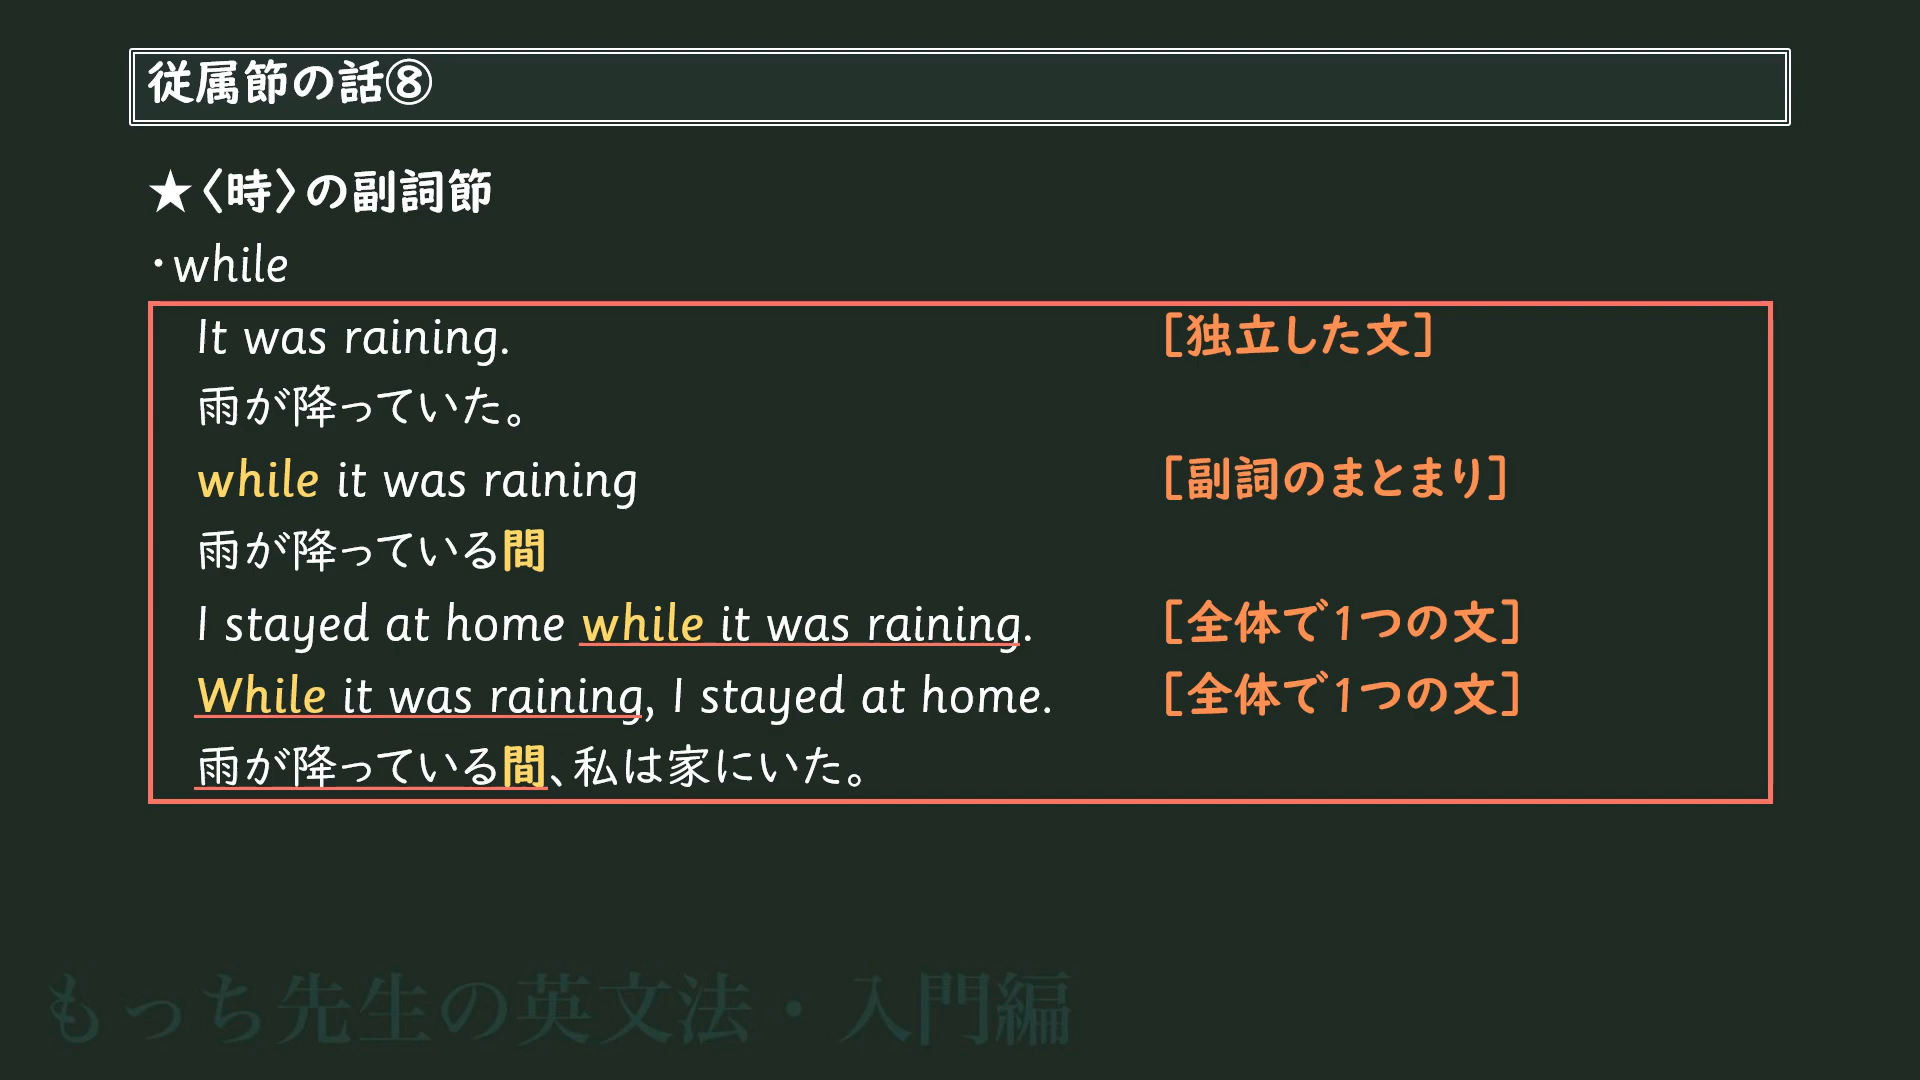 従属節の話⑧
★〈時〉の副詞節
・while
It was raining. [独立した文]
雨が降っていた。
while it was raining [副詞のまとまり]
雨が降っている間
I stayed at home while it was raining. [全体で1つの文]
While it was raining, I stayed at home. [全体で1つの文]
雨が降っている間、私は家にいた。
もっち先生の英文法・入門編